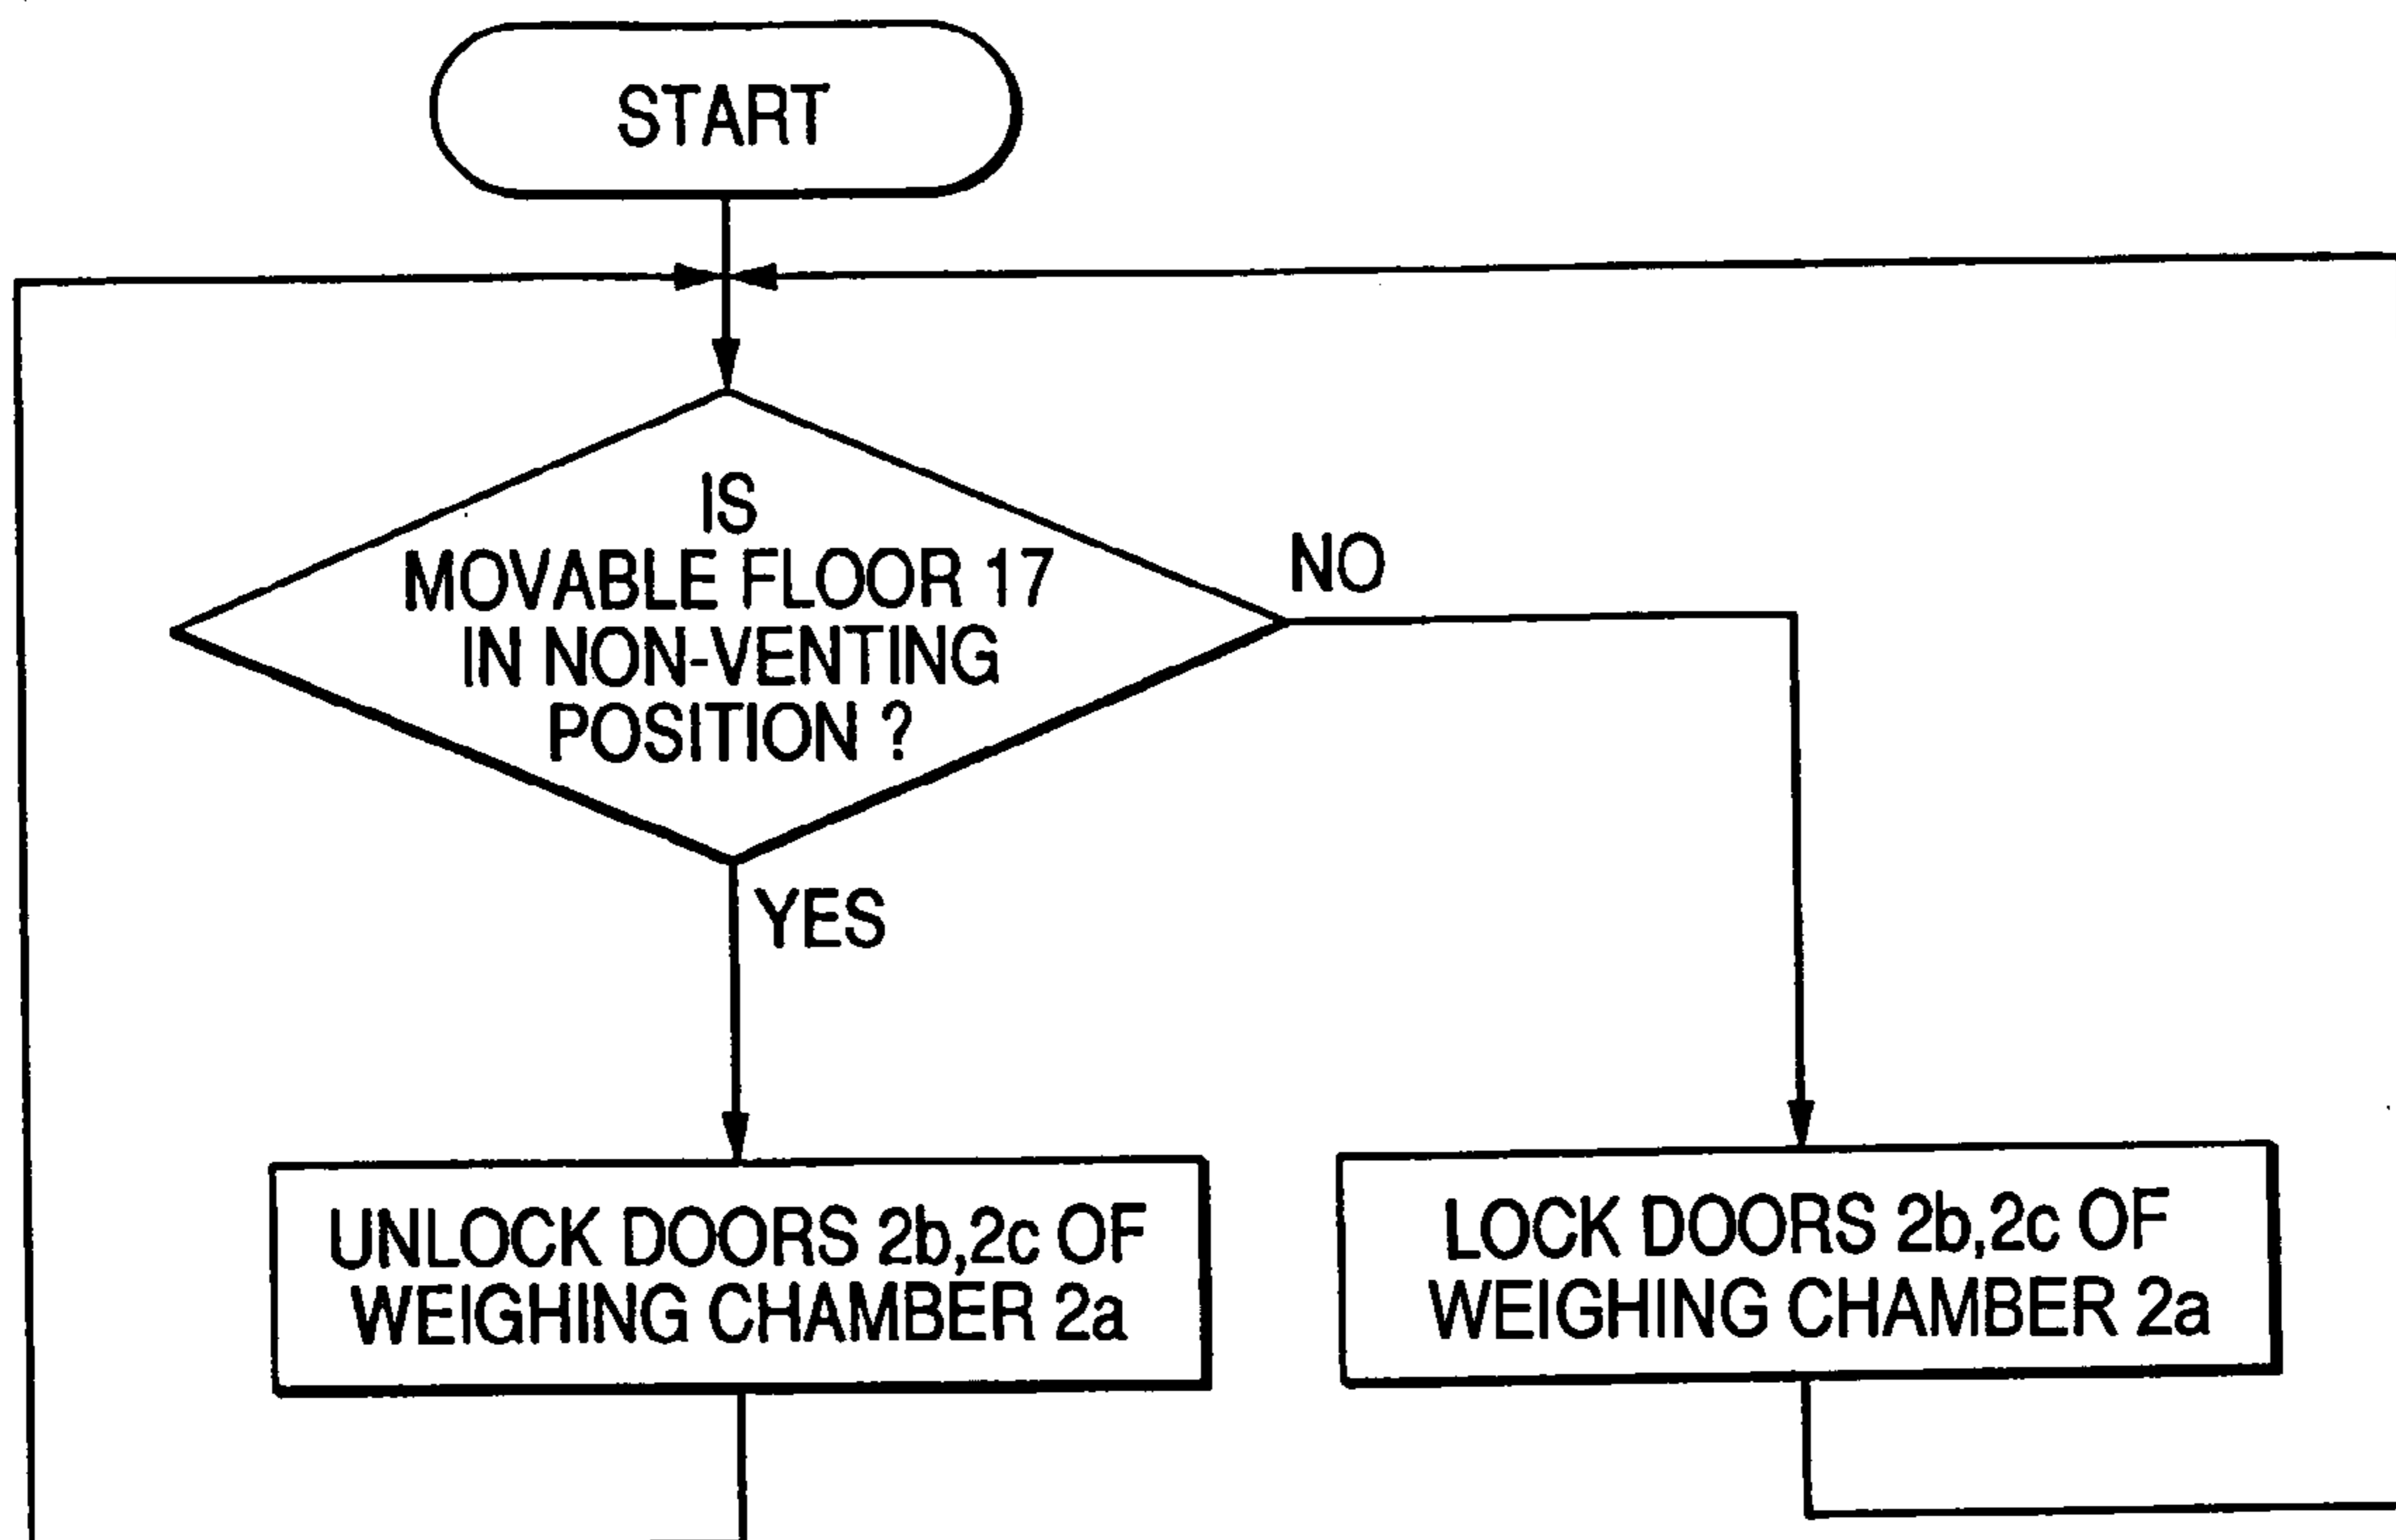 START
IS
MOVABLE FLOOR 17
IN NON-VENTING
POSITION ?
NO
YES
UNLOCK DOORS 2b,2c OF
WEIGHING CHAMBER 2a
LOCK DOORS 2b,2c OF
WEIGHING CHAMBER 2a